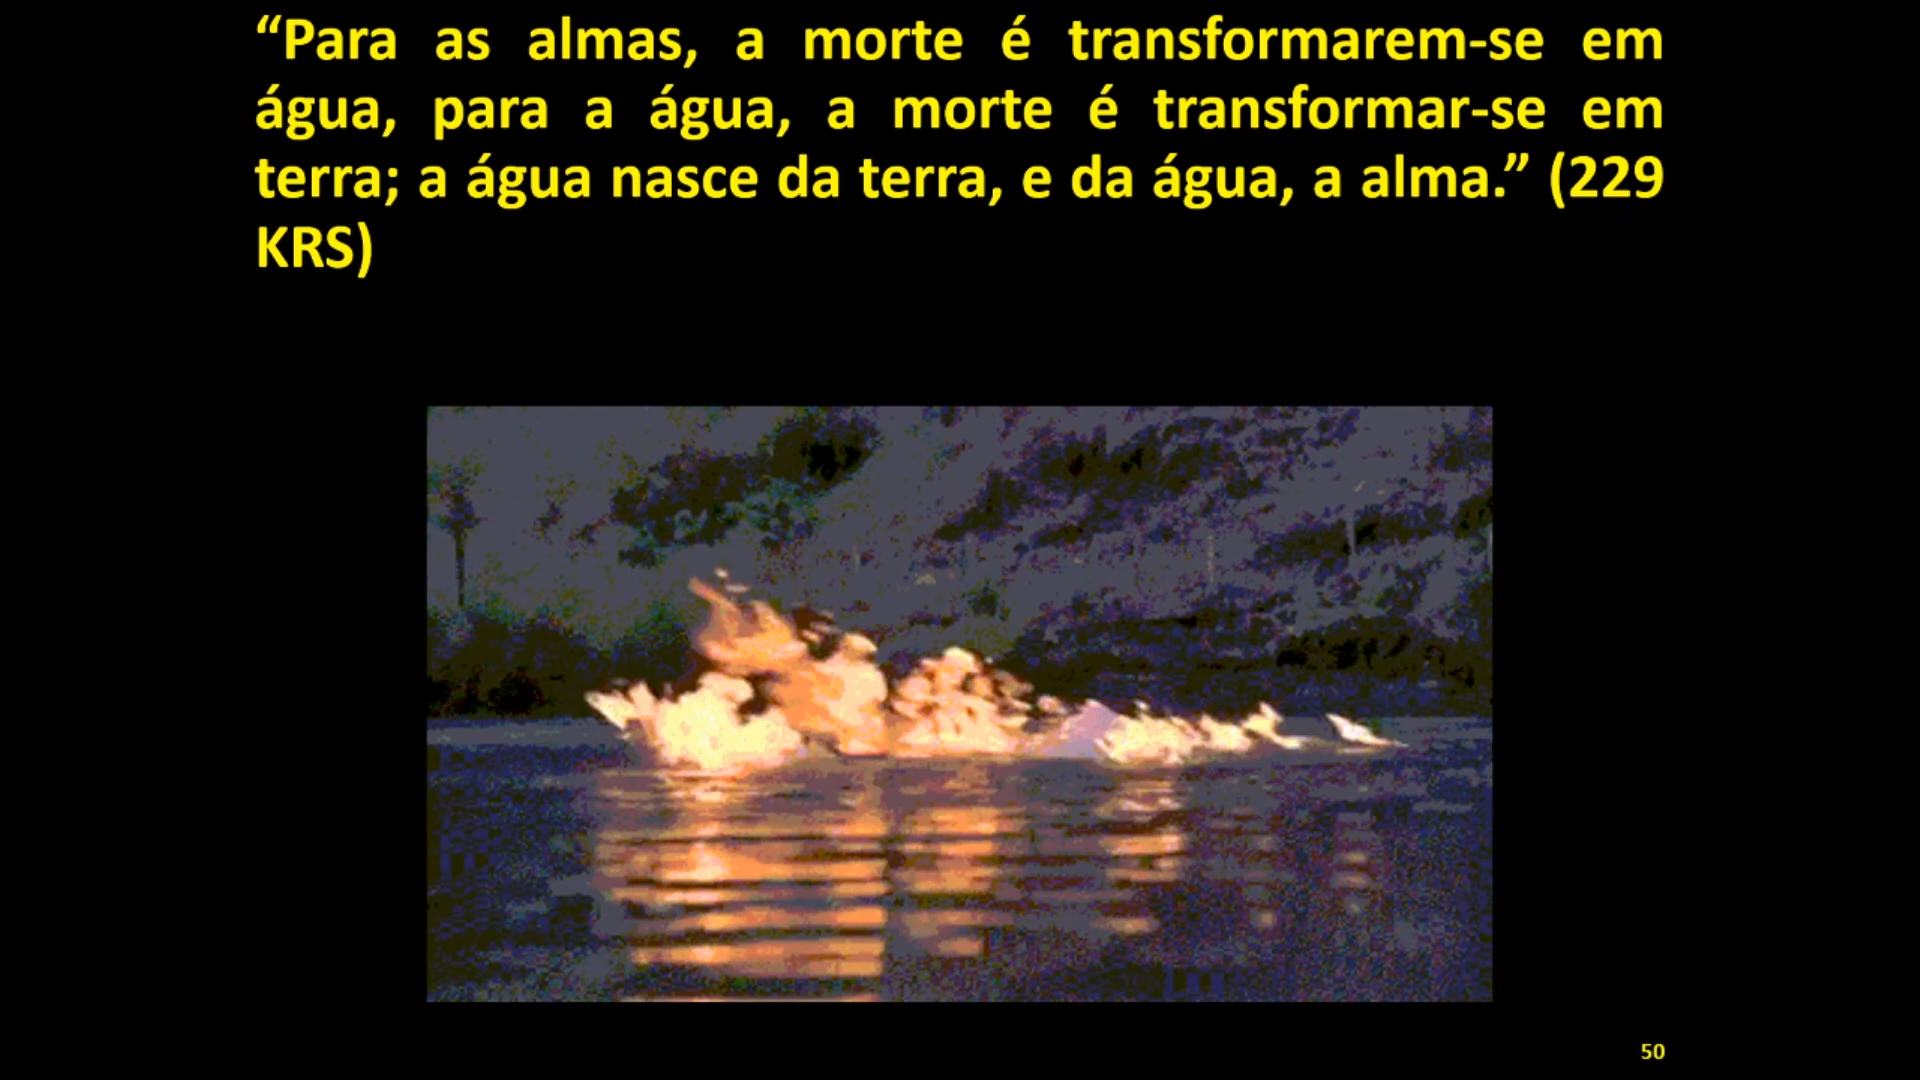 “Para as almas, a morte é transformarem-se em
água, para a água, a morte é transformar-se em
terra; a água nasce da terra, e da água, a alma.” (229
KRS)
50